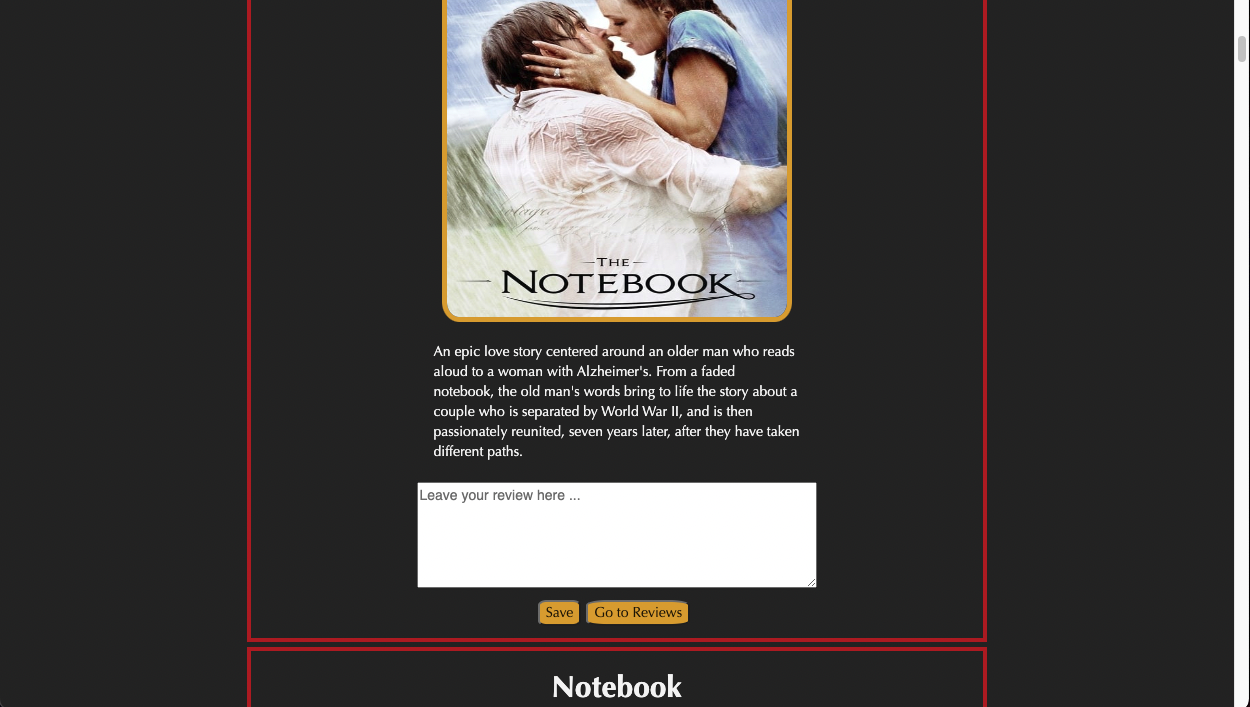 THE
NOTEBOOK
An epic love story centered around an older man who reads
aloud to a woman with Alzheimer's. From a faded
notebook, the old man's words bring to life the story about a
couple who is separated by World War II, and is then
passionately reunited, seven years later, after they have taken
different paths.
Leave your review here ...
Save Go to Reviews
Notebook